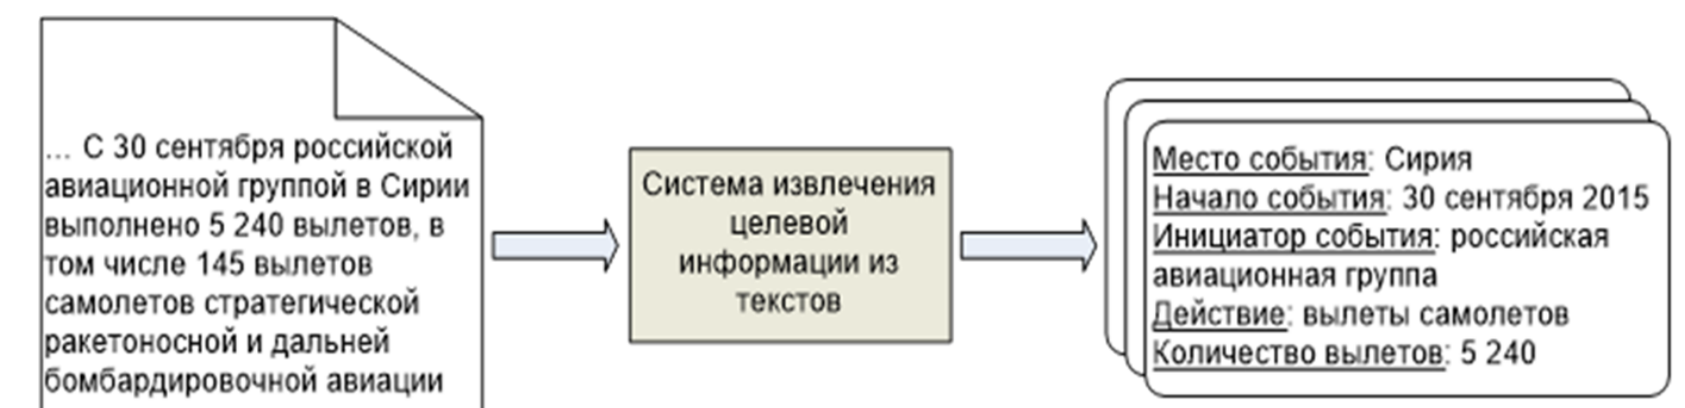 ... С 30 сентября российской
авиационной группой в Сирии
выполнено 5 240 вылетов, в
том числе 145 вылетов
самолетов стратегической
ракетоносной и дальней
бомбардировочной авиации
Система извлечения
целевой
информации из
текстов
Место события: Сирия
Начало события: 30 сентября 2015
Инициатор события: российская
авиационная группа
Действие: вылеты самолетов
Количество вылетов: 5 240